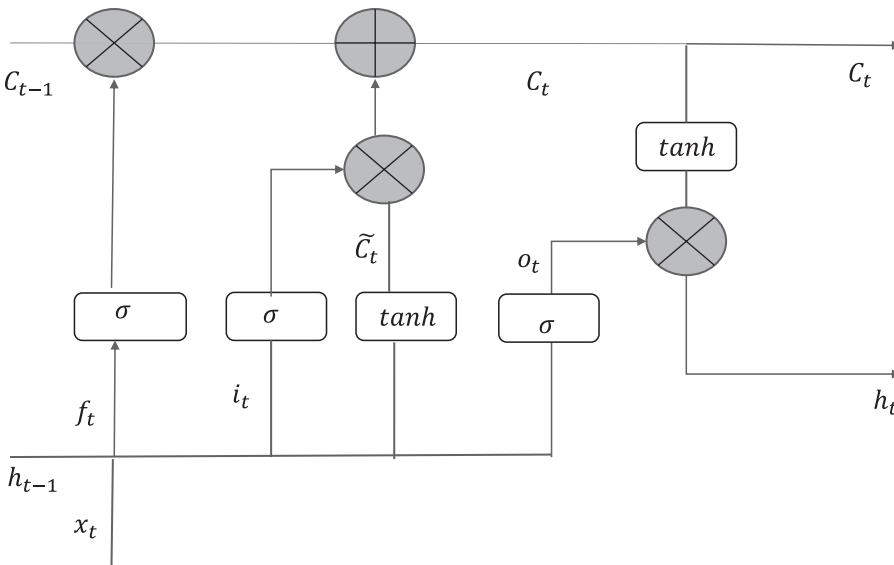 C_{t−1}
C_t
C_t
tanh
C̃_t
o_t
σ
σ
tanh
σ
f_t
i_t
h_t
h_{t−1}
x_t